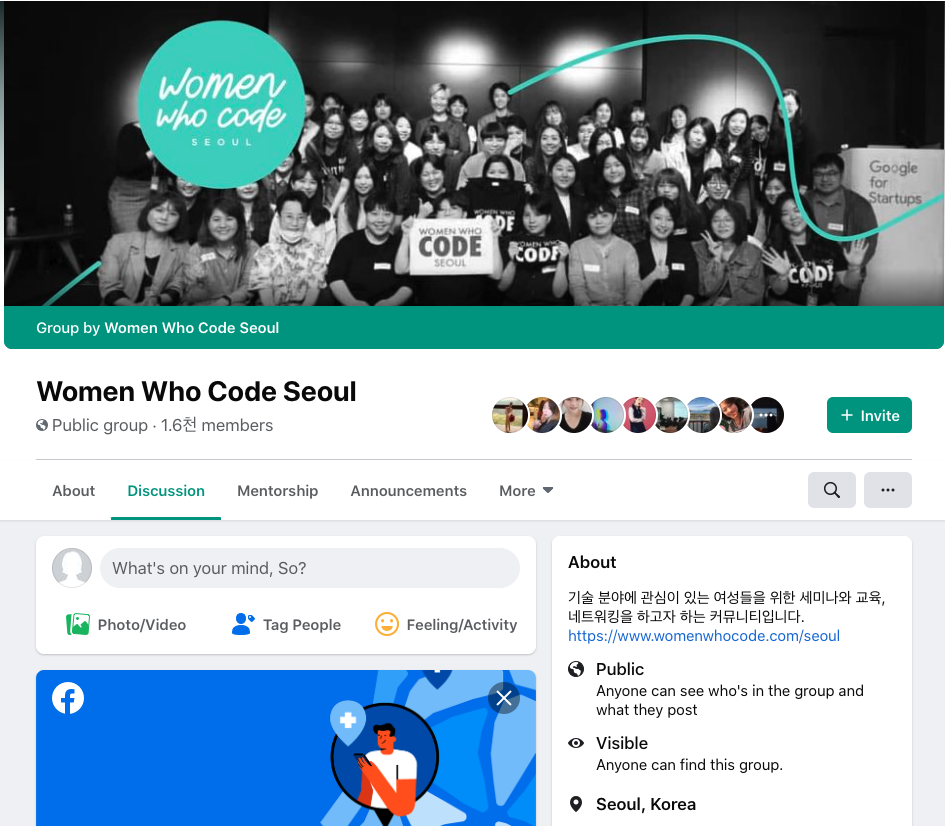 women
who code
SEOUL
Google
for
Startups
WOMEN WHO
CODE
SEOUL
WOMEN WHO
CODE
CODE
Group by Women Who Code Seoul
Women Who Code Seoul
Public group · 1.6천 members
+ Invite
About
Discussion
Mentorship
Announcements
More
What's on your mind, So?
Photo/Video
Tag People
Feeling/Activity
About
기술 분야에 관심이 있는 여성들을 위한 세미나와 교육,
네트워킹을 하고자 하는 커뮤니티입니다.
https://www.womenwhocode.com/seoul
Public
Anyone can see who's in the group and
what they post
Visible
Anyone can find this group.
Seoul, Korea